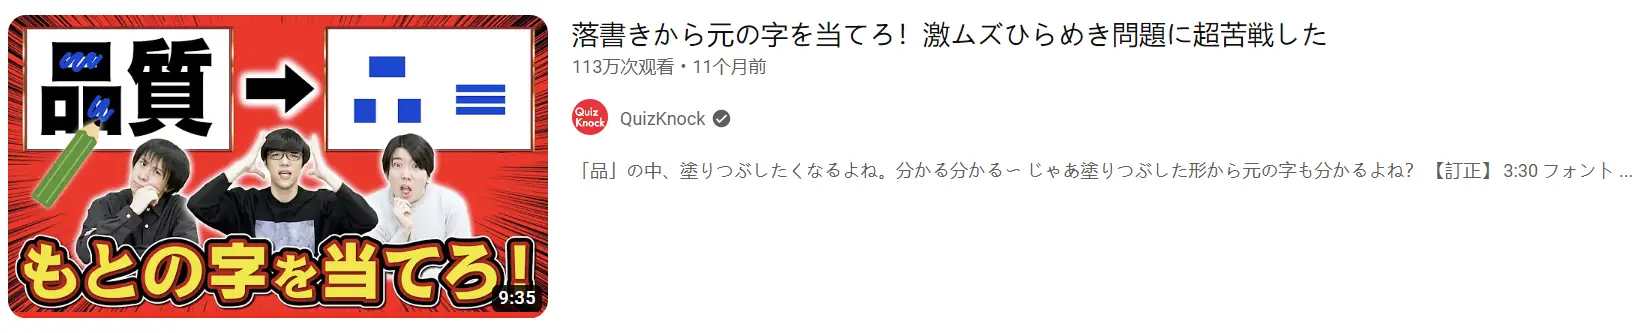 品質
もとの字を当てろ!
9:35
落書きから元の字を当てろ！激ムズひらめき問題に超苦戦した
113万次观看・11个月前
Quiz
Knock
QuizKnock
「品」の中、塗りつぶしたくなるよね。分かる分かる〜 じゃあ塗りつぶした形から元の字も分かるよね？ 【訂正】 3:30 フォント ...